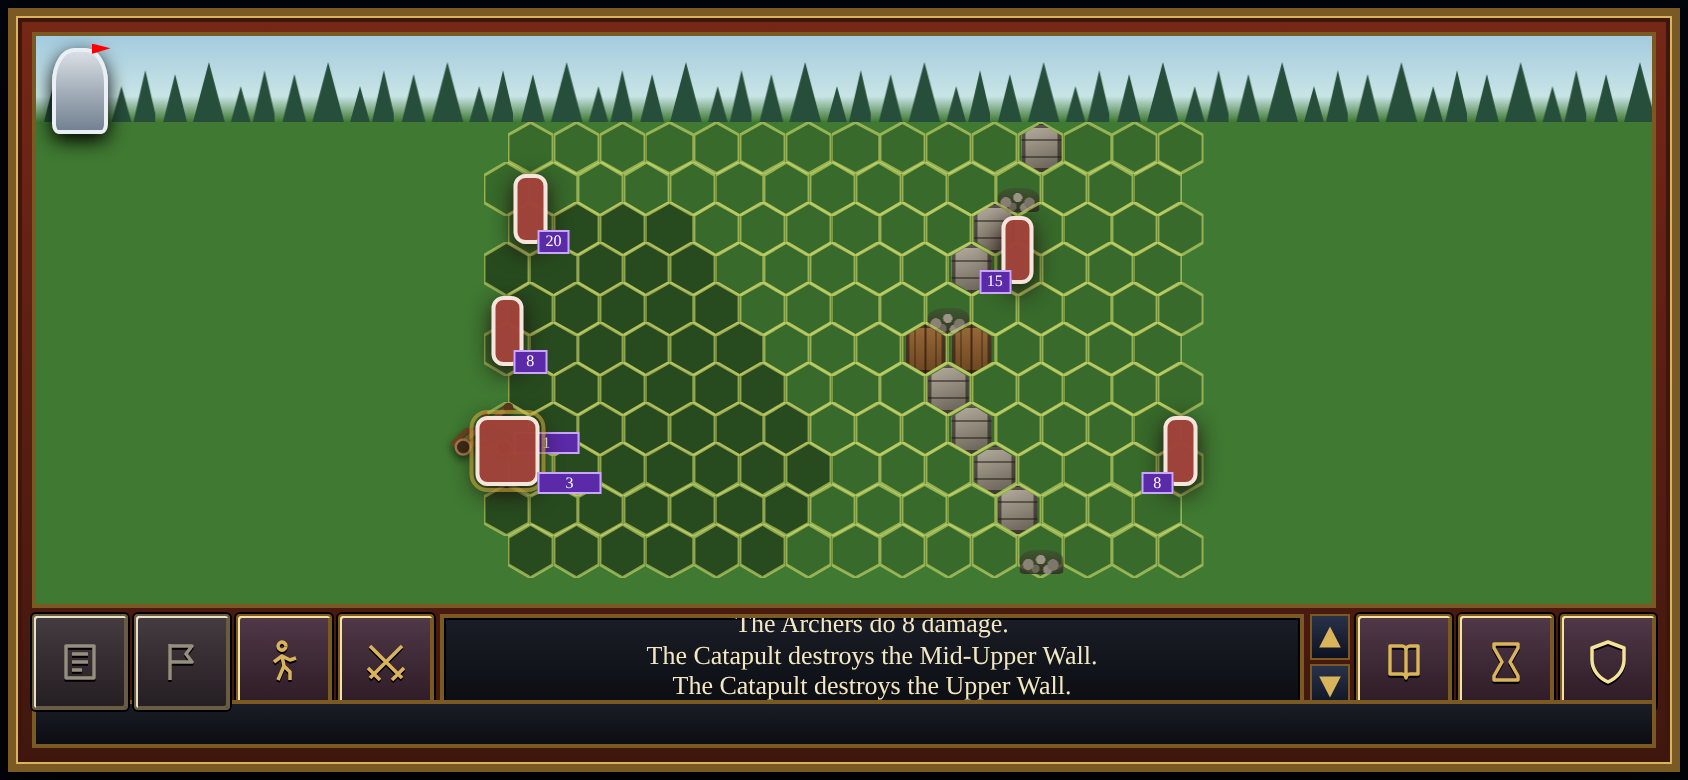 20
15
8
1
3
8
The Archers do 8 damage.
The Catapult destroys the Mid-Upper Wall.
The Catapult destroys the Upper Wall.